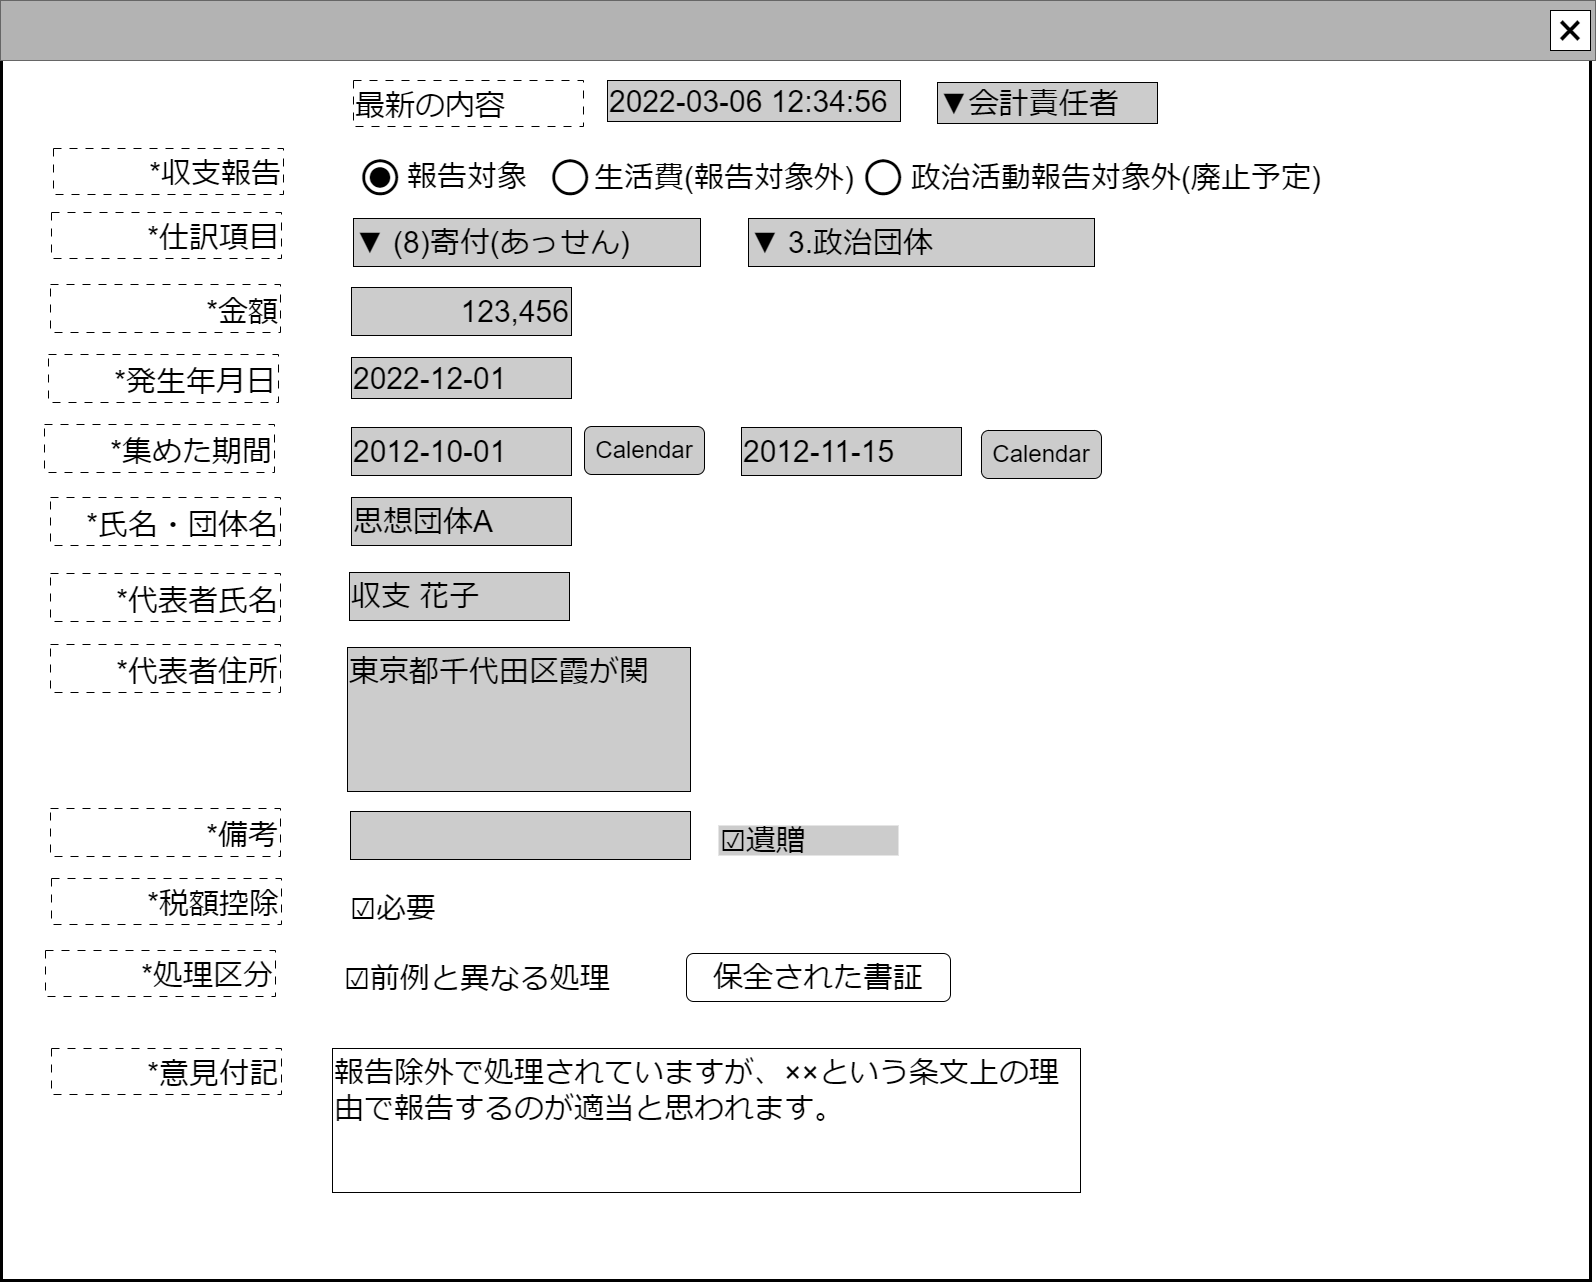 ×
最新の内容 2022-03-06 12:34:56 ▼会計責任者
*収支報告 報告対象 生活費(報告対象外) 政治活動報告対象外(廃止予定)
*仕訳項目 ▼ (8)寄付(あっせん) ▼ 3.政治団体
*金額 123,456
*発生年月日 2022-12-01
*集めた期間 2012-10-01 Calendar 2012-11-15 Calendar
*氏名・団体名 思想団体A
*代表者氏名 収支 花子
*代表者住所 東京都千代田区霞が関
*備考 ☑遺贈
*税額控除 ☑必要
*処理区分 ☑前例と異なる処理 保全された書証
*意見付記 報告除外で処理されていますが、××という条文上の理
由で報告するのが適当と思われます。